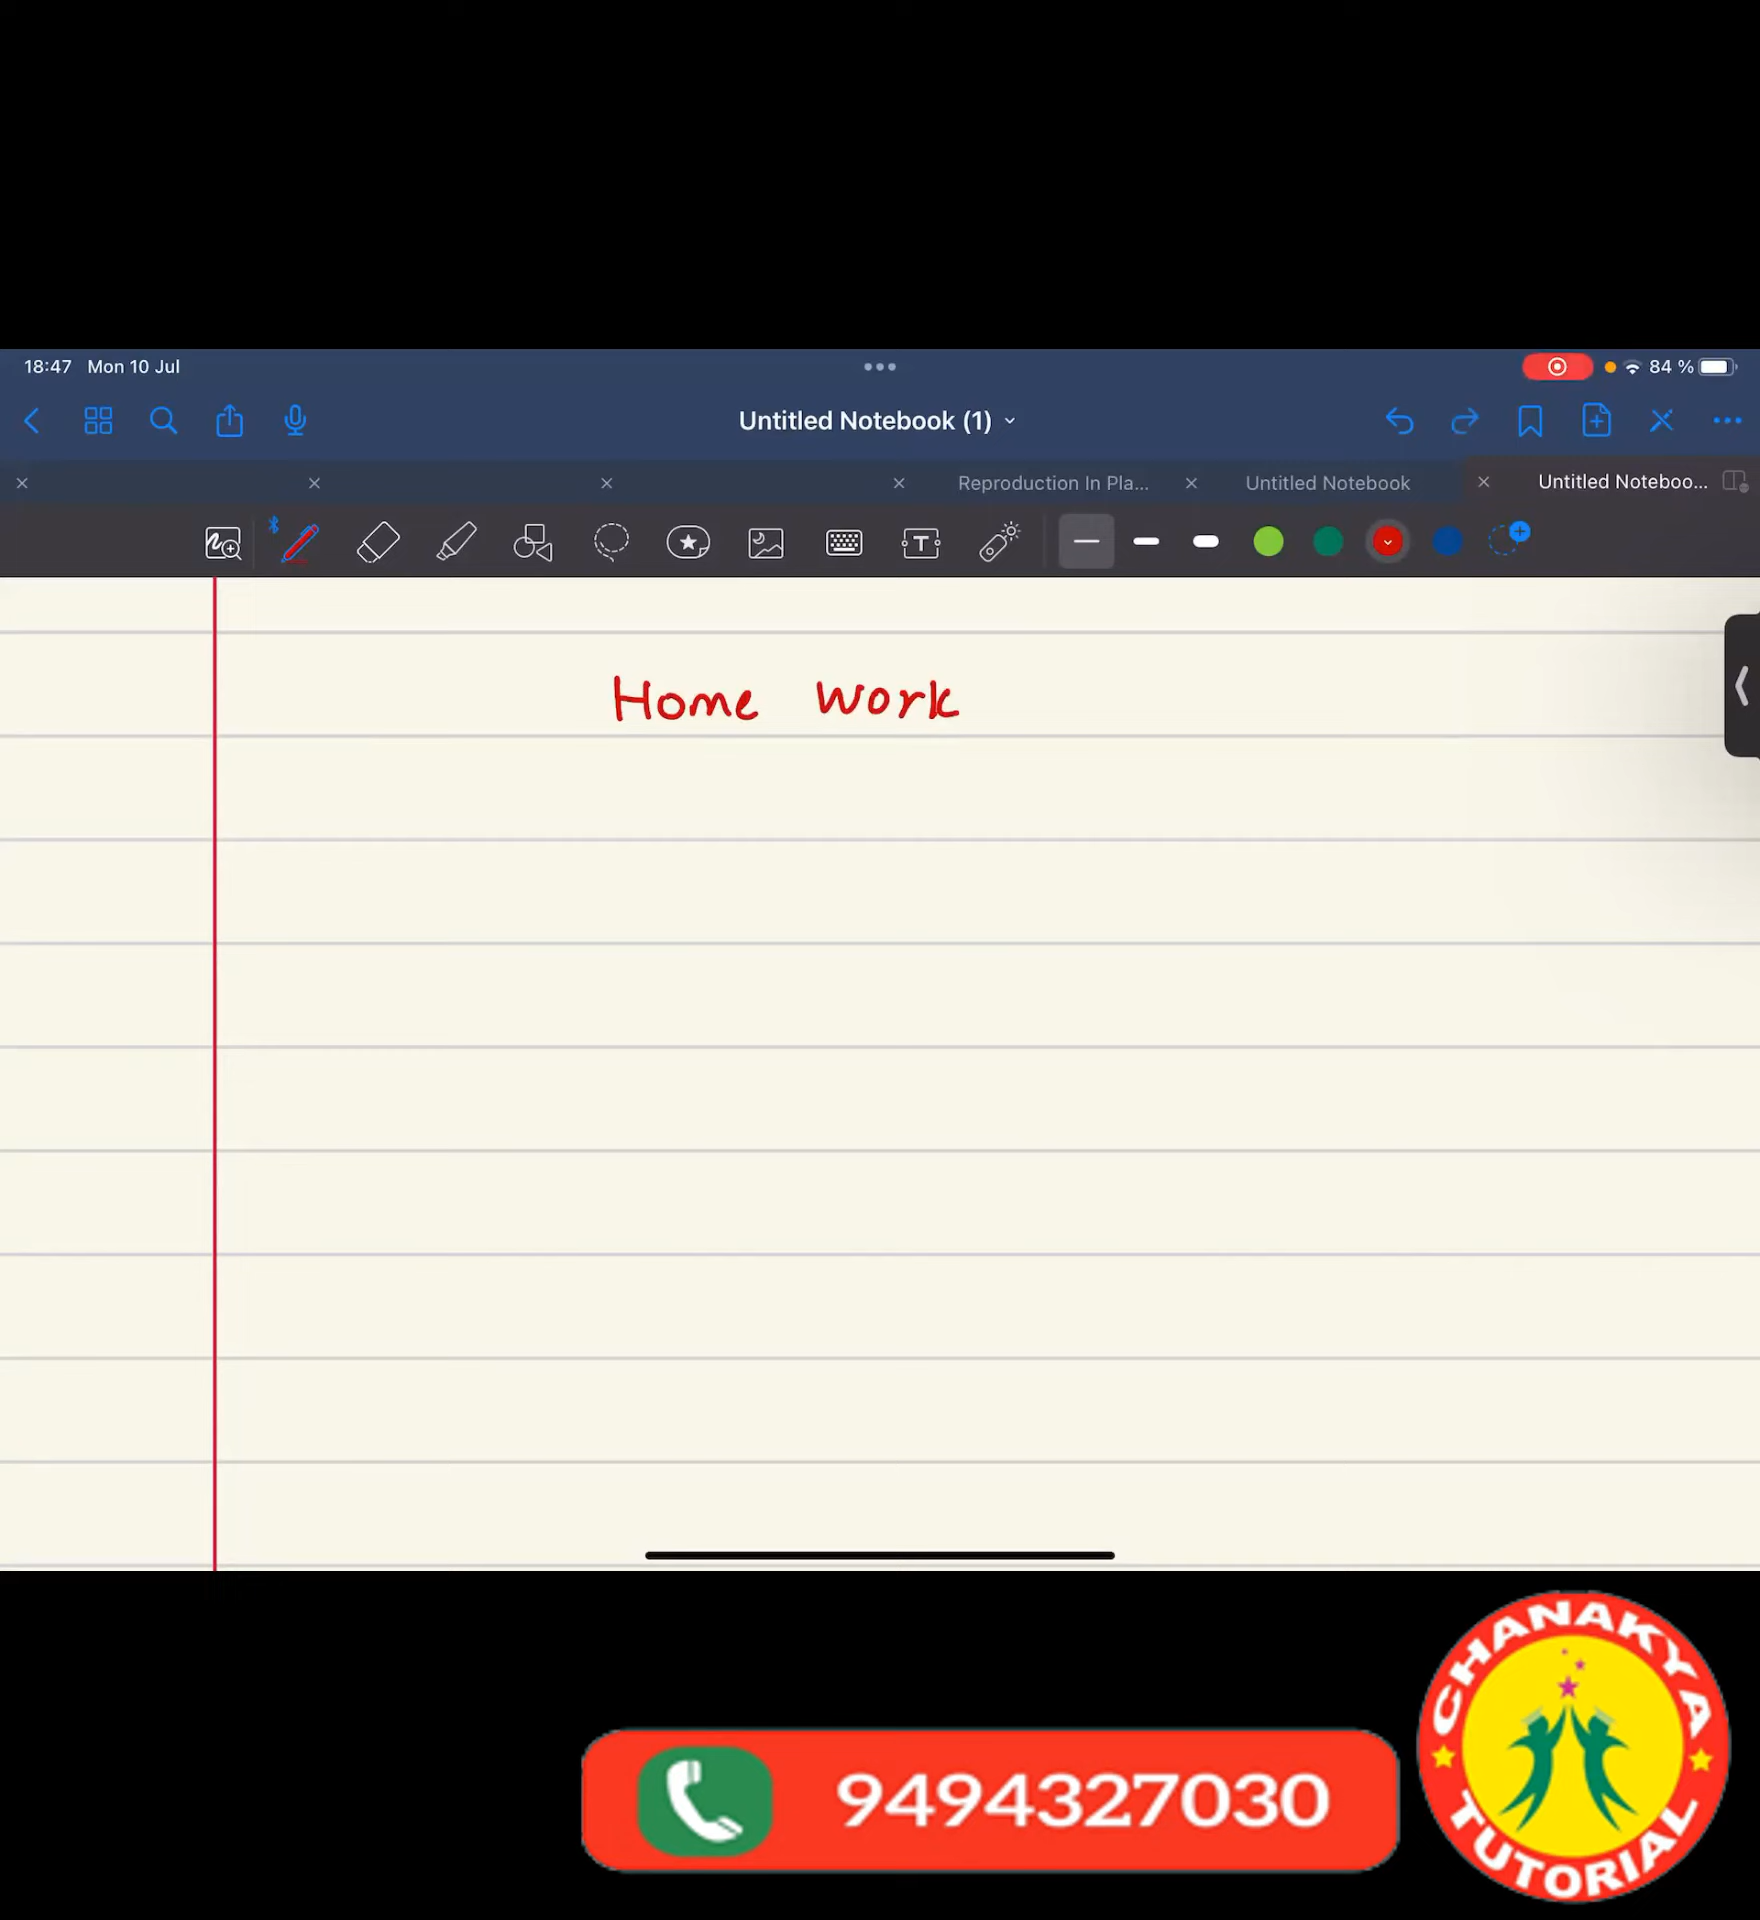 18:47 Mon 10 Jul
84 %
Untitled Notebook (1)
Reproduction In Pla...
Untitled Notebook
Untitled Noteboo...
T
Home Work
9494327030
CHANAKYA
TUTORIAL